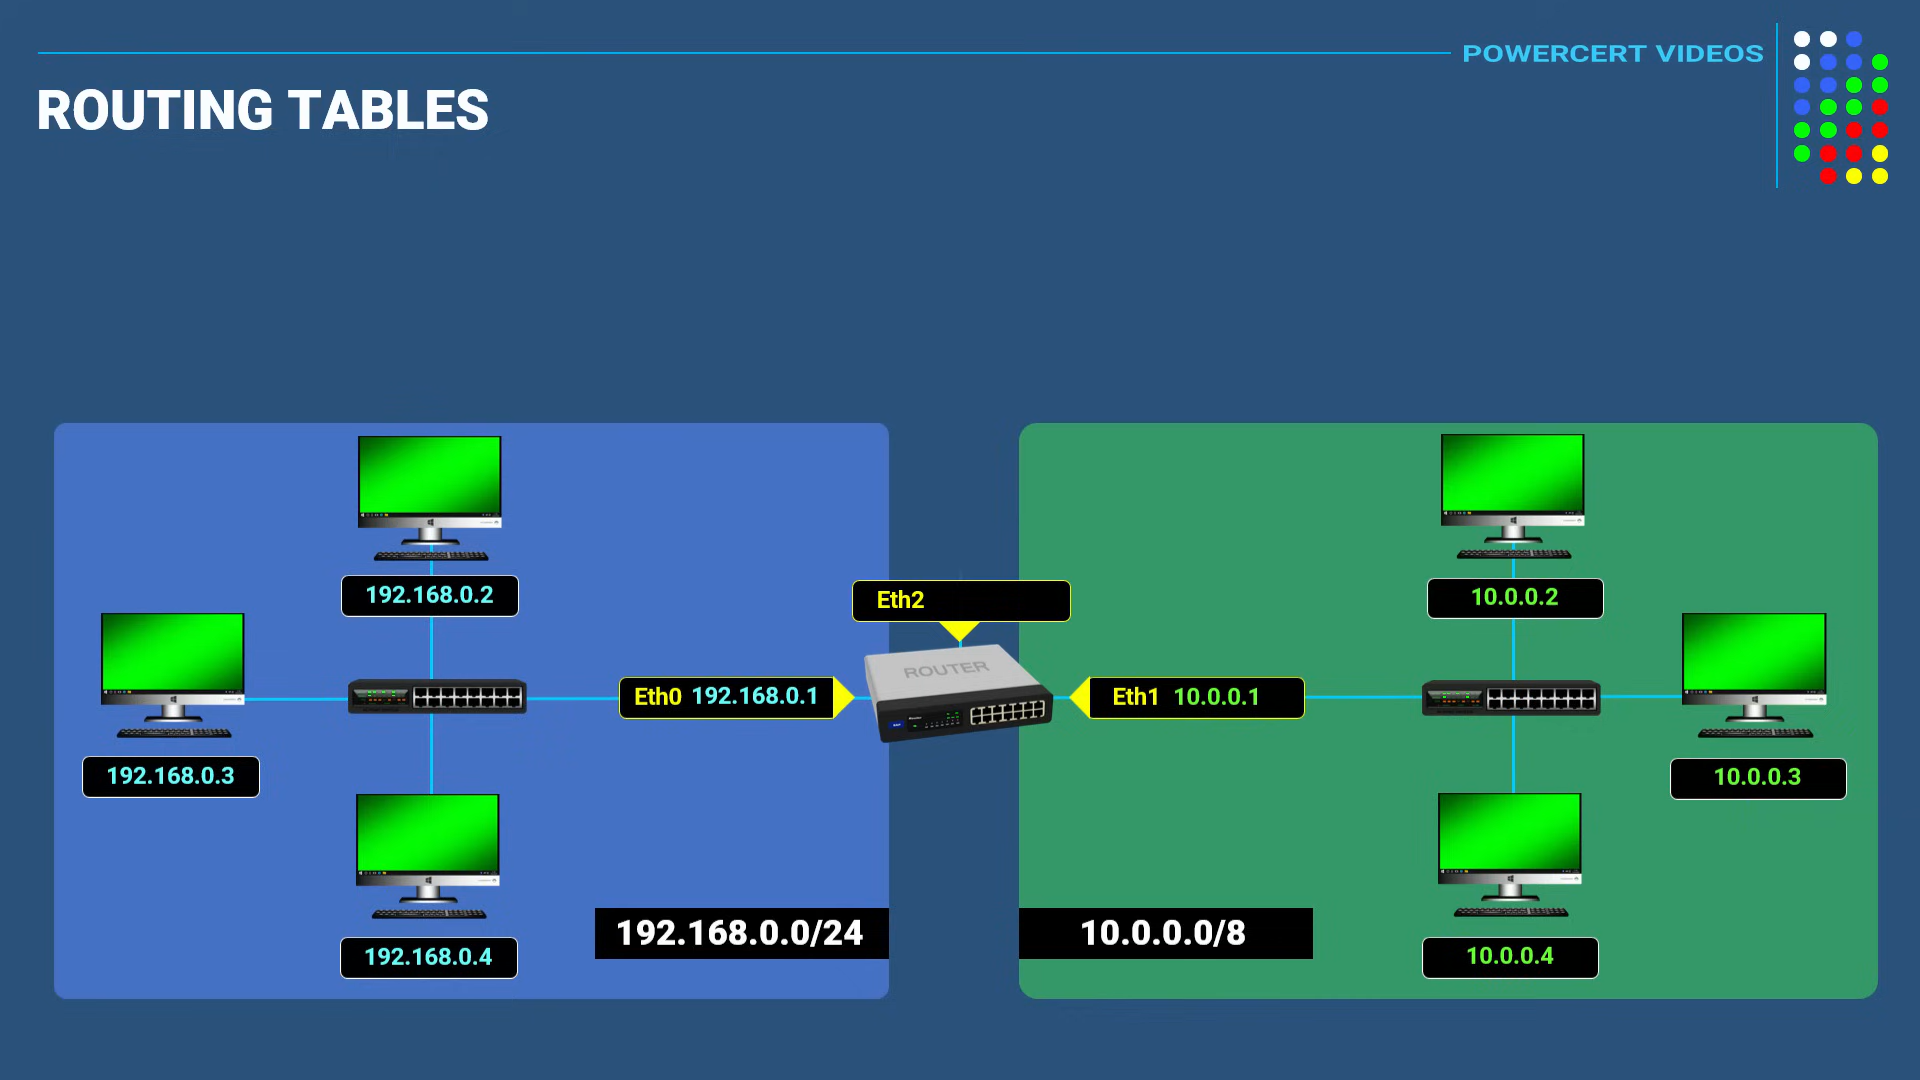 POWERCERT VIDEOS
ROUTING TABLES
192.168.0.2
10.0.0.2
Eth2
ROUTER
Eth0 192.168.0.1
Eth1 10.0.0.1
192.168.0.3
10.0.0.3
192.168.0.0/24
10.0.0.0/8
192.168.0.4
10.0.0.4